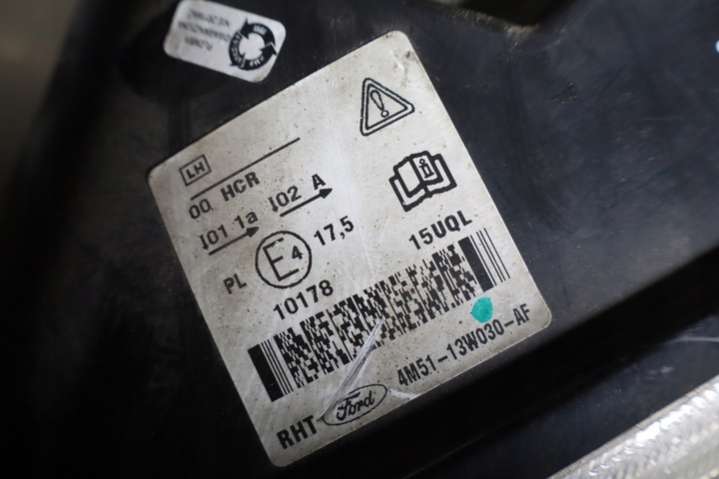 LH
00 HCR
I01 1a I02 A
PL E4 17,5
10178
15UQL
4M51-13W030-AF
RHT Ford